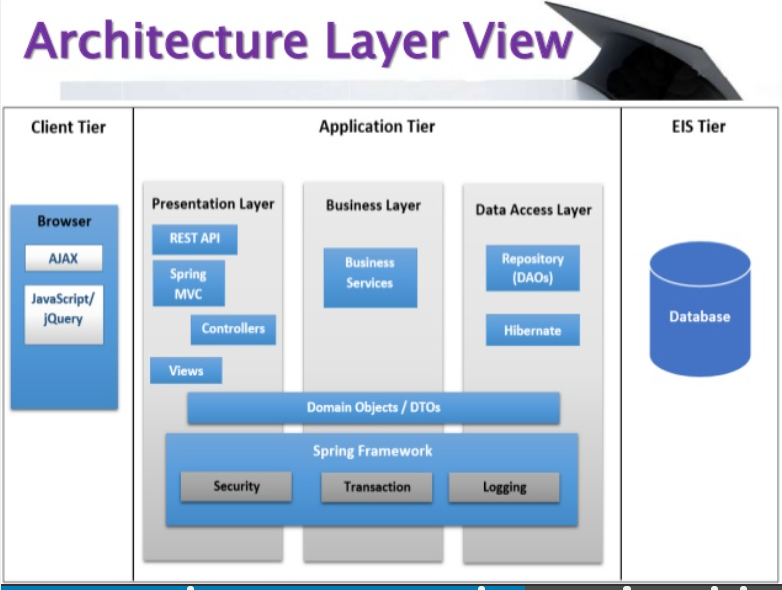 Architecture Layer View
Client Tier
Application Tier
EIS Tier
Browser
AJAX
JavaScript/
jQuery
Presentation Layer
REST API
Spring
MVC
Controllers
Views
Business Layer
Business
Services
Data Access Layer
Repository
(DAOs)
Hibernate
Database
Domain Objects / DTOs
Spring Framework
Security
Transaction
Logging